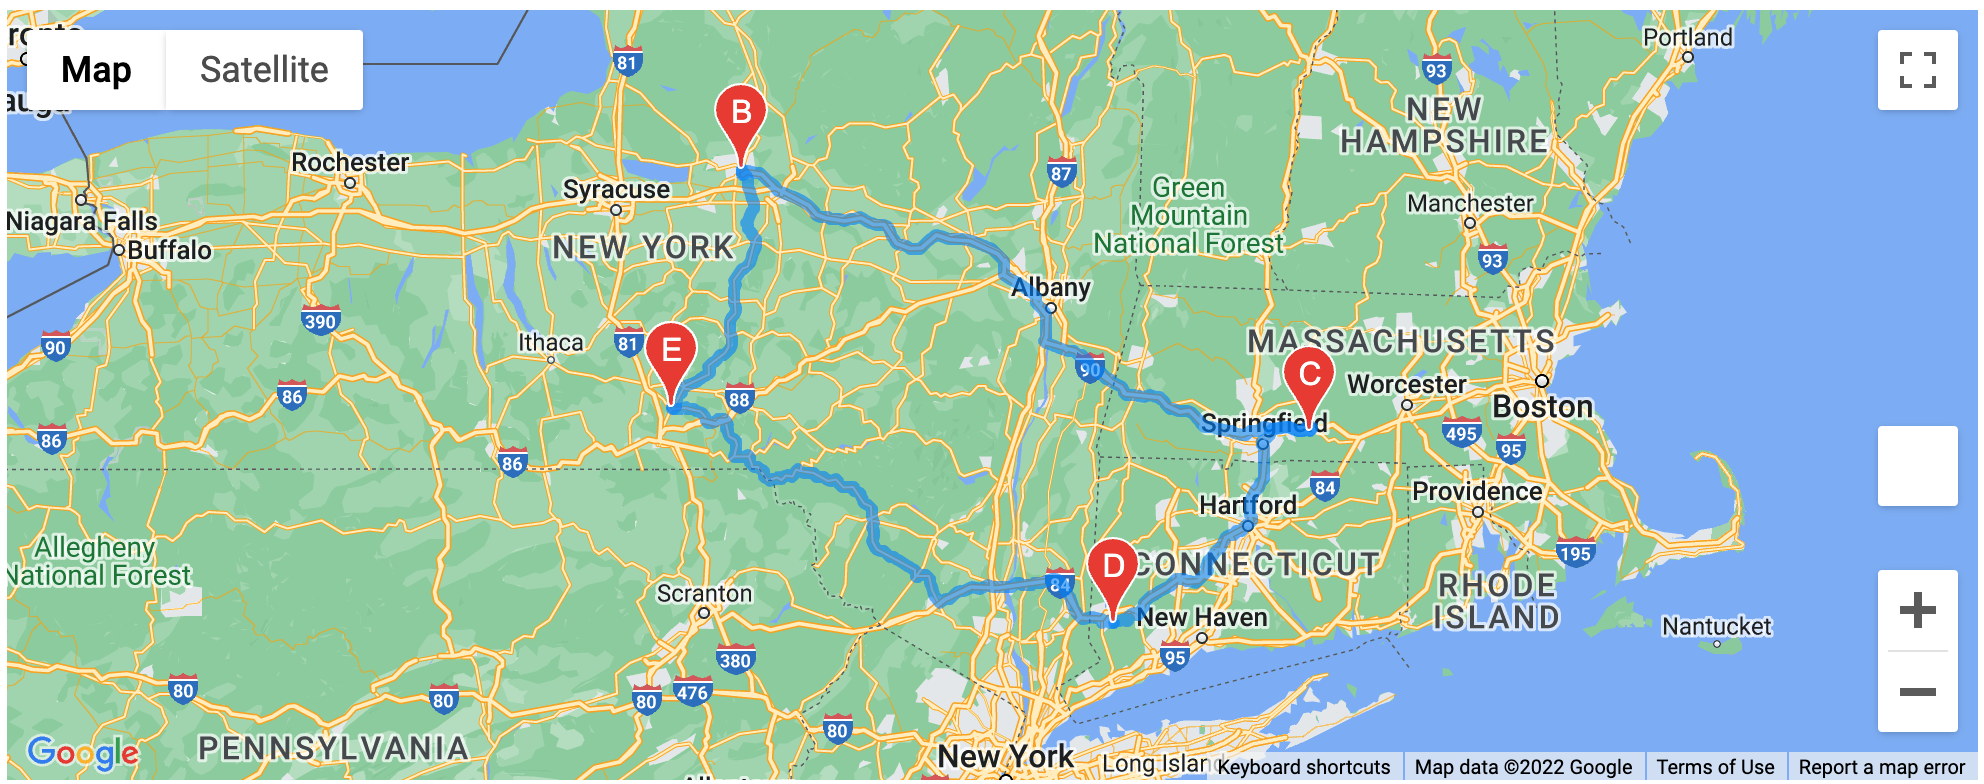 Map
Satellite
Portland
81
93
B
NEW
HAMPSHIRE
Rochester
87
Syracuse
Green
Mountain
National Forest
Manchester
Niagara Falls
Buffalo
NEW YORK
93
Albany
390
90
Ithaca
81
E
MASSACHUSETTS
90
C
86
88
Worcester
Boston
Springfield
86
495
95
86
84
Providence
Hartford
Allegheny
National Forest
195
D
CONNECTICUT
84
RHODE
ISLAND
Scranton
New Haven
Nantucket
380
95
80
80
80
476
80
Google
PENNSYLVANIA
New York
Long Islan
Keyboard shortcuts
Map data ©2022 Google
Terms of Use
Report a map error